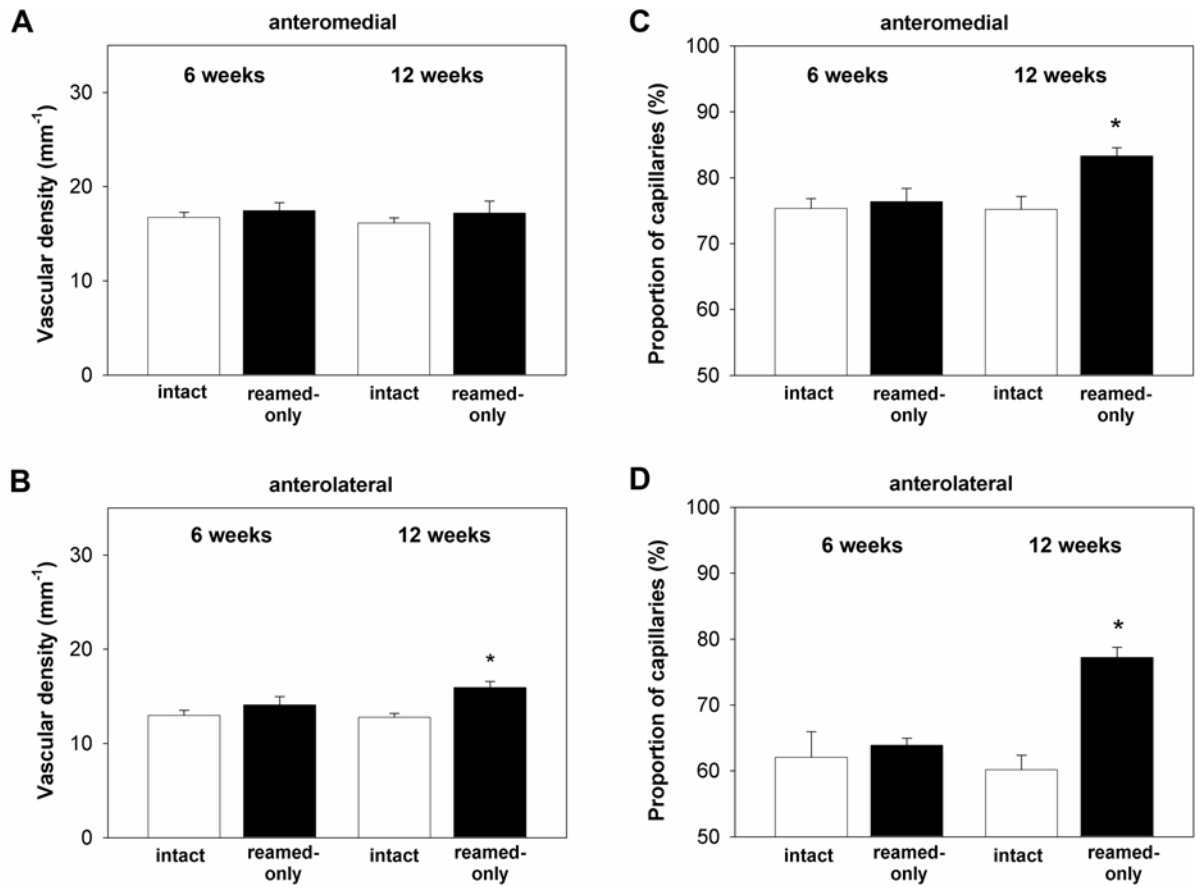 A
anteromedial
Vascular density (mm-1)
30
20
10
0
6 weeks
12 weeks
intact
reamed-
only
intact
reamed-
only
C
anteromedial
Proportion of capillaries (%)
100
90
80
70
60
50
6 weeks
12 weeks
*
intact
reamed-
only
intact
reamed-
only
B
anterolateral
Vascular density (mm-1)
30
20
10
0
6 weeks
12 weeks
*
intact
reamed-
only
intact
reamed-
only
D
anterolateral
Proportion of capillaries (%)
100
90
80
70
60
50
6 weeks
12 weeks
*
intact
reamed-
only
intact
reamed-
only